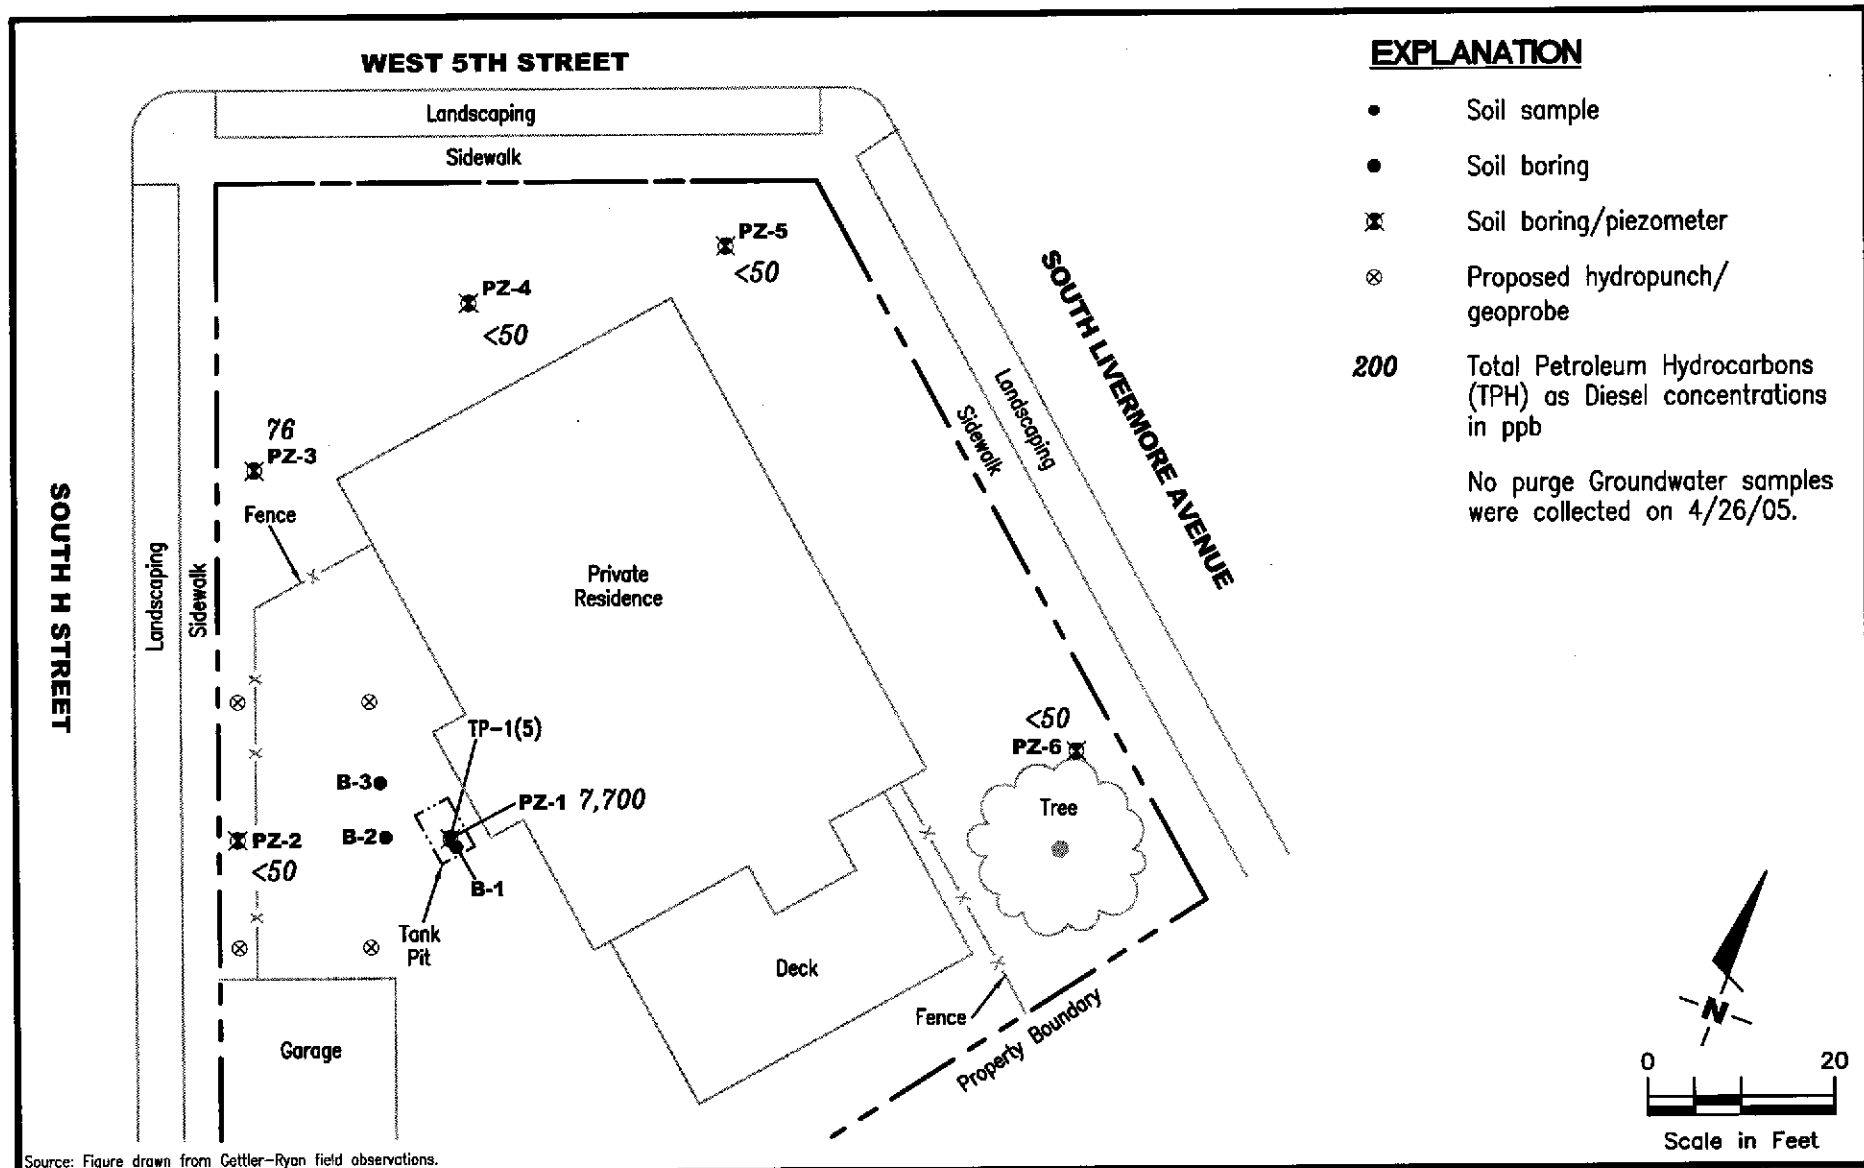 WEST 5TH STREET
Landscaping
Sidewalk
EXPLANATION
Soil sample
Soil boring
Soil boring/piezometer
Proposed hydropunch/
geoprobe
200
Total Petroleum Hydrocarbons
(TPH) as Diesel concentrations
in ppb
No purge Groundwater samples
were collected on 4/26/05.
PZ-5
<50
PZ-4
<50
SOUTH LIVERMORE AVENUE
Landscaping
Sidewalk
76
PZ-3
Fence
SOUTH H STREET
Landscaping
Sidewalk
Private
Residence
TP-1(5)
B-3
PZ-1 7,700
B-2
PZ-2
<50
B-1
Tank
Pit
<50
PZ-6
Tree
Deck
Fence
Property Boundary
Garage
N
0 20
Scale in Feet
Source: Figure drawn from Gettler-Ryan field observations.